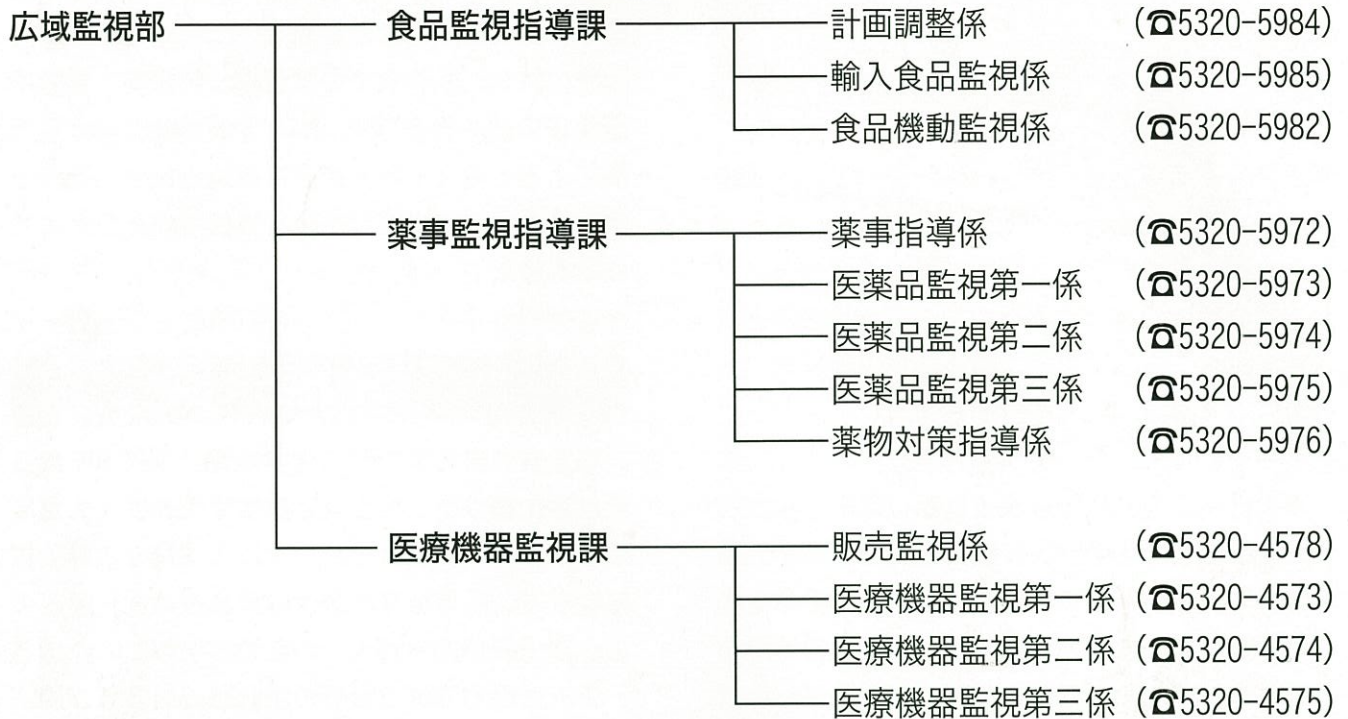 広域監視部 食品監視指導課 計画調整係 (☎5320-5984)
輸入食品監視係 (☎5320-5985)
食品機動監視係 (☎5320-5982)
薬事監視指導課 薬事指導係 (☎5320-5972)
医薬品監視第一係 (☎5320-5973)
医薬品監視第二係 (☎5320-5974)
医薬品監視第三係 (☎5320-5975)
薬物対策指導係 (☎5320-5976)
医療機器監視課 販売監視係 (☎5320-4578)
医療機器監視第一係 (☎5320-4573)
医療機器監視第二係 (☎5320-4574)
医療機器監視第三係 (☎5320-4575)